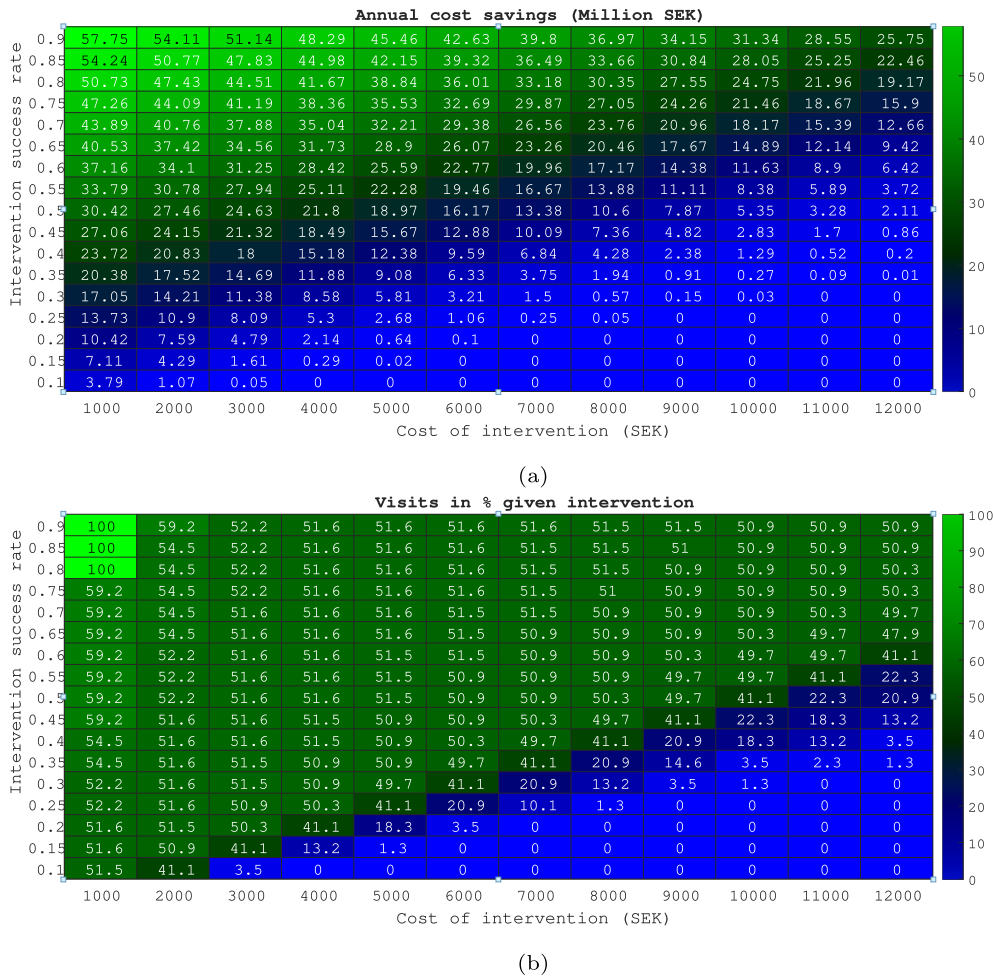 Annual cost savings (Million SEK)
Intervention success rate
0.9 57.75 54.11 51.14 48.29 45.46 42.63 39.8 36.97 34.15 31.34 28.55 25.75
0.85 54.24 50.77 47.83 44.98 42.15 39.32 36.49 33.66 30.84 28.05 25.25 22.46
0.8 50.73 47.43 44.51 41.67 38.84 36.01 33.18 30.35 27.55 24.75 21.96 19.17
0.75 47.26 44.09 41.19 38.36 35.53 32.69 29.87 27.05 24.26 21.46 18.67 15.9
0.7 43.89 40.76 37.88 35.04 32.21 29.38 26.56 23.76 20.96 18.17 15.39 12.66
0.65 40.53 37.42 34.56 31.73 28.9 26.07 23.26 20.46 17.67 14.89 12.14 9.42
0.6 37.16 34.1 31.25 28.42 25.59 22.77 19.96 17.17 14.38 11.63 8.9 6.42
0.55 33.79 30.78 27.94 25.11 22.28 19.46 16.67 13.88 11.11 8.38 5.89 3.72
0.5 30.42 27.46 24.63 21.8 18.97 16.17 13.38 10.6 7.87 5.35 3.28 2.11
0.45 27.06 24.15 21.32 18.49 15.67 12.88 10.09 7.36 4.82 2.83 1.7 0.86
0.4 23.72 20.83 18 15.18 12.38 9.59 6.84 4.28 2.38 1.29 0.52 0.2
0.35 20.38 17.52 14.69 11.88 9.08 6.33 3.75 1.94 0.91 0.27 0.09 0.01
0.3 17.05 14.21 11.38 8.58 5.81 3.21 1.5 0.57 0.15 0.03 0 0
0.25 13.73 10.9 8.09 5.3 2.68 1.06 0.25 0.05 0 0 0 0
0.2 10.42 7.59 4.79 2.14 0.64 0.1 0 0 0 0 0 0
0.15 7.11 4.29 1.61 0.29 0.02 0 0 0 0 0 0 0
0.1 3.79 1.07 0.05 0 0 0 0 0 0 0 0 0
1000 2000 3000 4000 5000 6000 7000 8000 9000 10000 11000 12000
Cost of intervention (SEK)
50
40
30
20
10
0
(a)
Visits in % given intervention
Intervention success rate
0.9 100 59.2 52.2 51.6 51.6 51.6 51.6 51.5 51.5 50.9 50.9 50.9
0.85 100 54.5 52.2 51.6 51.6 51.6 51.5 51.5 51 50.9 50.9 50.9
0.8 100 54.5 52.2 51.6 51.6 51.6 51.5 51.5 50.9 50.9 50.9 50.3
0.75 59.2 54.5 52.2 51.6 51.6 51.6 51.5 51 50.9 50.9 50.9 50.3
0.7 59.2 54.5 51.6 51.6 51.6 51.5 51.5 50.9 50.9 50.9 50.3 49.7
0.65 59.2 54.5 51.6 51.6 51.6 51.5 50.9 50.9 50.9 50.3 49.7 47.9
0.6 59.2 52.2 51.6 51.6 51.5 51.5 50.9 50.9 50.3 49.7 49.7 41.1
0.55 59.2 52.2 51.6 51.6 51.5 50.9 50.9 50.9 49.7 49.7 41.1 22.3
0.5 59.2 52.2 51.6 51.6 51.5 50.9 50.9 50.3 49.7 41.1 22.3 20.9
0.45 59.2 51.6 51.6 51.5 50.9 50.9 50.3 49.7 41.1 22.3 18.3 13.2
0.4 54.5 51.6 51.6 51.5 50.9 50.3 49.7 41.1 20.9 18.3 13.2 3.5
0.35 54.5 51.6 51.5 50.9 50.9 49.7 41.1 20.9 14.6 3.5 2.3 1.3
0.3 52.2 51.6 51.5 50.9 49.7 41.1 20.9 13.2 3.5 1.3 0 0
0.25 52.2 51.6 50.9 50.3 41.1 20.9 10.1 1.3 0 0 0 0
0.2 51.6 51.5 50.3 41.1 18.3 3.5 0 0 0 0 0 0
0.15 51.6 50.9 41.1 13.2 1.3 0 0 0 0 0 0 0
0.1 51.5 41.1 3.5 0 0 0 0 0 0 0 0 0
1000 2000 3000 4000 5000 6000 7000 8000 9000 10000 11000 12000
Cost of intervention (SEK)
100
90
80
70
60
50
40
30
20
10
0
(b)